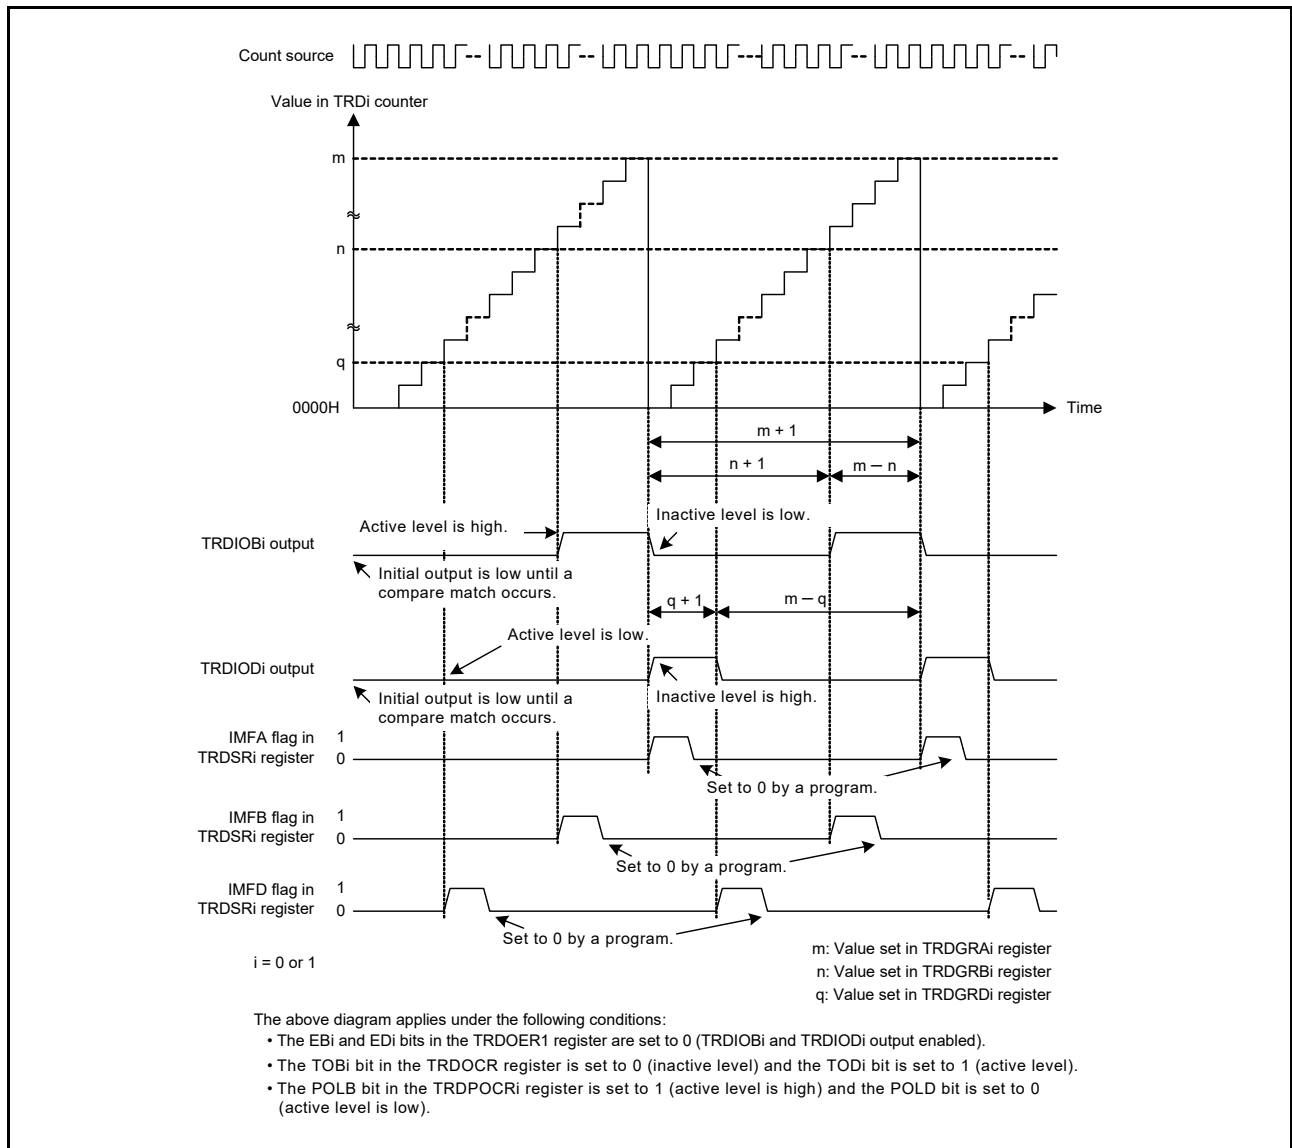 Count source
Value in TRDi counter
m
n
q
0000H
Time
m + 1
n + 1
m − n
Active level is high.
Inactive level is low.
TRDIOBi output
Initial output is low until a
compare match occurs.
q + 1
m − q
Active level is low.
TRDIODi output
Initial output is low until a
compare match occurs.
Inactive level is high.
IMFA flag in
TRDSRi register
1
0
Set to 0 by a program.
IMFB flag in
TRDSRi register
1
0
Set to 0 by a program.
IMFD flag in
TRDSRi register
1
0
Set to 0 by a program.
i = 0 or 1
m: Value set in TRDGRAi register
n: Value set in TRDGRBi register
q: Value set in TRDGRDi register
The above diagram applies under the following conditions:
• The EBi and EDi bits in the TRDOER1 register are set to 0 (TRDIOBi and TRDIODi output enabled).
• The TOBi bit in the TRDOCR register is set to 0 (inactive level) and the TODi bit is set to 1 (active level).
• The POLB bit in the TRDPOCRi register is set to 1 (active level is high) and the POLD bit is set to 0
(active level is low).